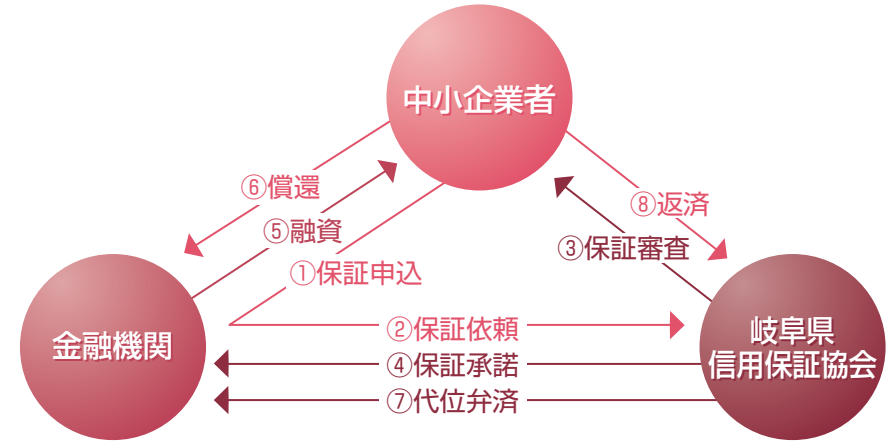 中小企業者
⑥償還
⑤融資
①保証申込
⑧返済
③保証審査
金融機関
②保証依頼
④保証承諾
⑦代位弁済
岐阜県
信用保証協会